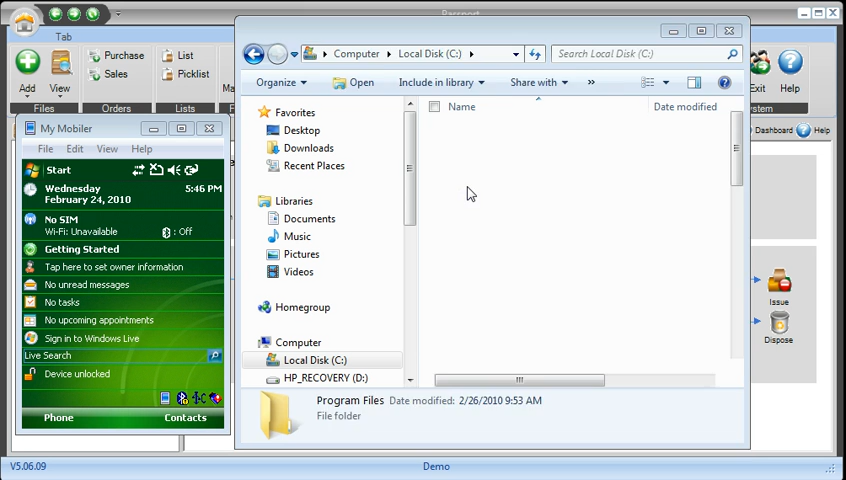 Passport
Tab
Purchase
List
Sales
Picklist
Add
View
Ma
Exit
Help
Files
Orders
Lists
stem
Dashboard
Help
Issue
Dispose
My Mobiler
File Edit View Help
Start
Wednesday 5:46 PM
February 24, 2010
No SIM
Wi-Fi: Unavailable : Off
Getting Started
Tap here to set owner information
No unread messages
No tasks
No upcoming appointments
Sign in to Windows Live
Live Search
Device unlocked
Phone Contacts
Computer Local Disk (C:) Search Local Disk (C:)
Organize Open Include in library Share with »
Name Date modified
Favorites
Desktop
Downloads
Recent Places
Libraries
Documents
Music
Pictures
Videos
Homegroup
Computer
Local Disk (C:)
HP_RECOVERY (D:)
Program Files Date modified: 2/26/2010 9:53 AM
File folder
V5.06.09 Demo